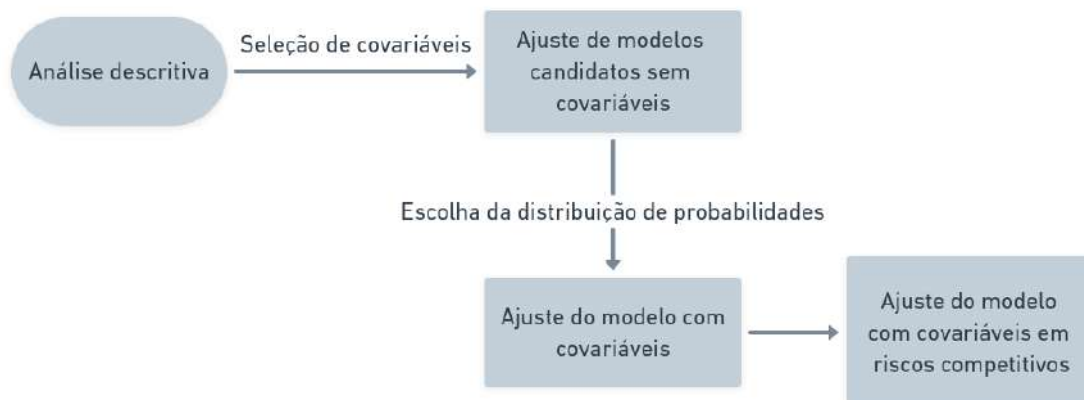 Análise descritiva
Seleção de covariáveis
Ajuste de modelos
candidatos sem
covariáveis
Escolha da distribuição de probabilidades
Ajuste do modelo com
covariáveis
Ajuste do modelo
com covariáveis em
riscos competitivos